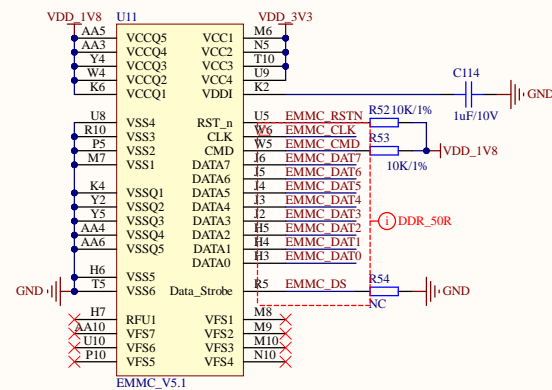 VDD_1V8 U11 VDD_3V3
AA5 VCCQ5 VCC1 M6
AA3 VCCQ4 VCC2 N5
Y4 VCCQ3 VCC3 T10
W4 VCCQ2 VCC4 U9
K6 VCCQ1 VDDI K2
C114
GND
1uF/10V
U8 VSS4 RST_n U5 EMMC_RSTN R52 10K/1%
R10 VSS3 CLK W6 EMMC_CLK
P5 VSS2 CMD W5 EMMC_CMD R53 VDD_1V8
M7 VSS1 DATA7 J6 EMMC_DAT7 10K/1%
DATA6 J5 EMMC_DAT6
K4 VSSQ1 DATA5 J4 EMMC_DAT5
Y2 VSSQ2 DATA4 J3 EMMC_DAT4
Y5 VSSQ3 DATA3 J2 EMMC_DAT3
AA4 VSSQ4 DATA2 H5 EMMC_DAT2 i DDR_50R
AA6 VSSQ5 DATA1 H4 EMMC_DAT1
DATA0 H3 EMMC_DAT0
H6 VSS5
GND T5 VSS6 Data_Strobe R5 EMMC_DS R54 GND
NC
H7 RFU1 VFS1 M8
AA10 VFS7 VFS2 M9
U10 VFS6 VFS3 M10
P10 VFS5 VFS4 N10
EMMC_V5.1